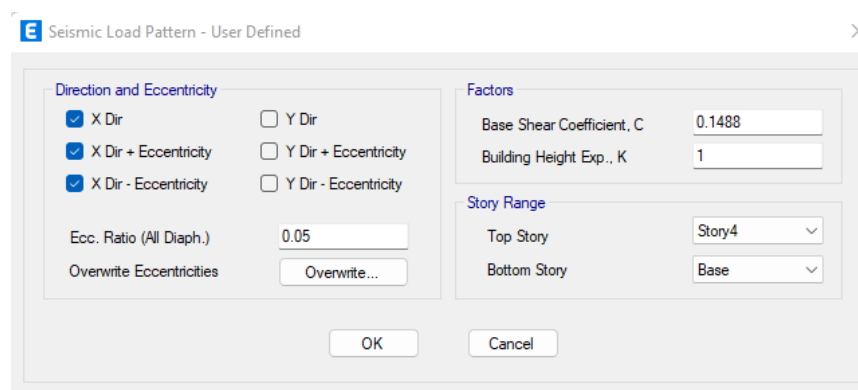 E Seismic Load Pattern - User Defined
Direction and Eccentricity
X Dir
Y Dir
X Dir + Eccentricity
Y Dir + Eccentricity
X Dir - Eccentricity
Y Dir - Eccentricity
Ecc. Ratio (All Diaph.)
0.05
Overwrite Eccentricities
Overwrite...
Factors
Base Shear Coefficient, C
0.1488
Building Height Exp., K
1
Story Range
Top Story
Story4
Bottom Story
Base
OK
Cancel